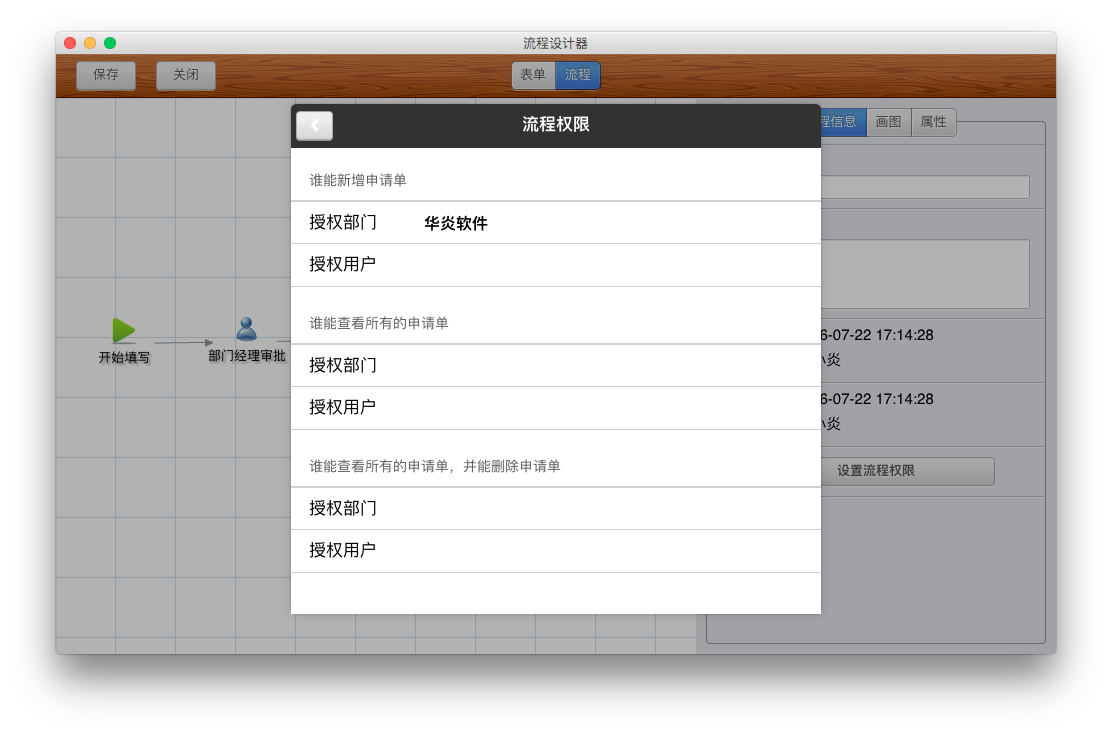 流程设计器
保存
关闭
表单
流程
流程权限
程信息
画图
属性
谁能新增申请单
授权部门 华炎软件
授权用户
谁能查看所有的申请单
授权部门
授权用户
谁能查看所有的申请单，并能删除申请单
授权部门
授权用户
开始填写
部门经理审批
6-07-22 17:14:28
炎
6-07-22 17:14:28
炎
设置流程权限